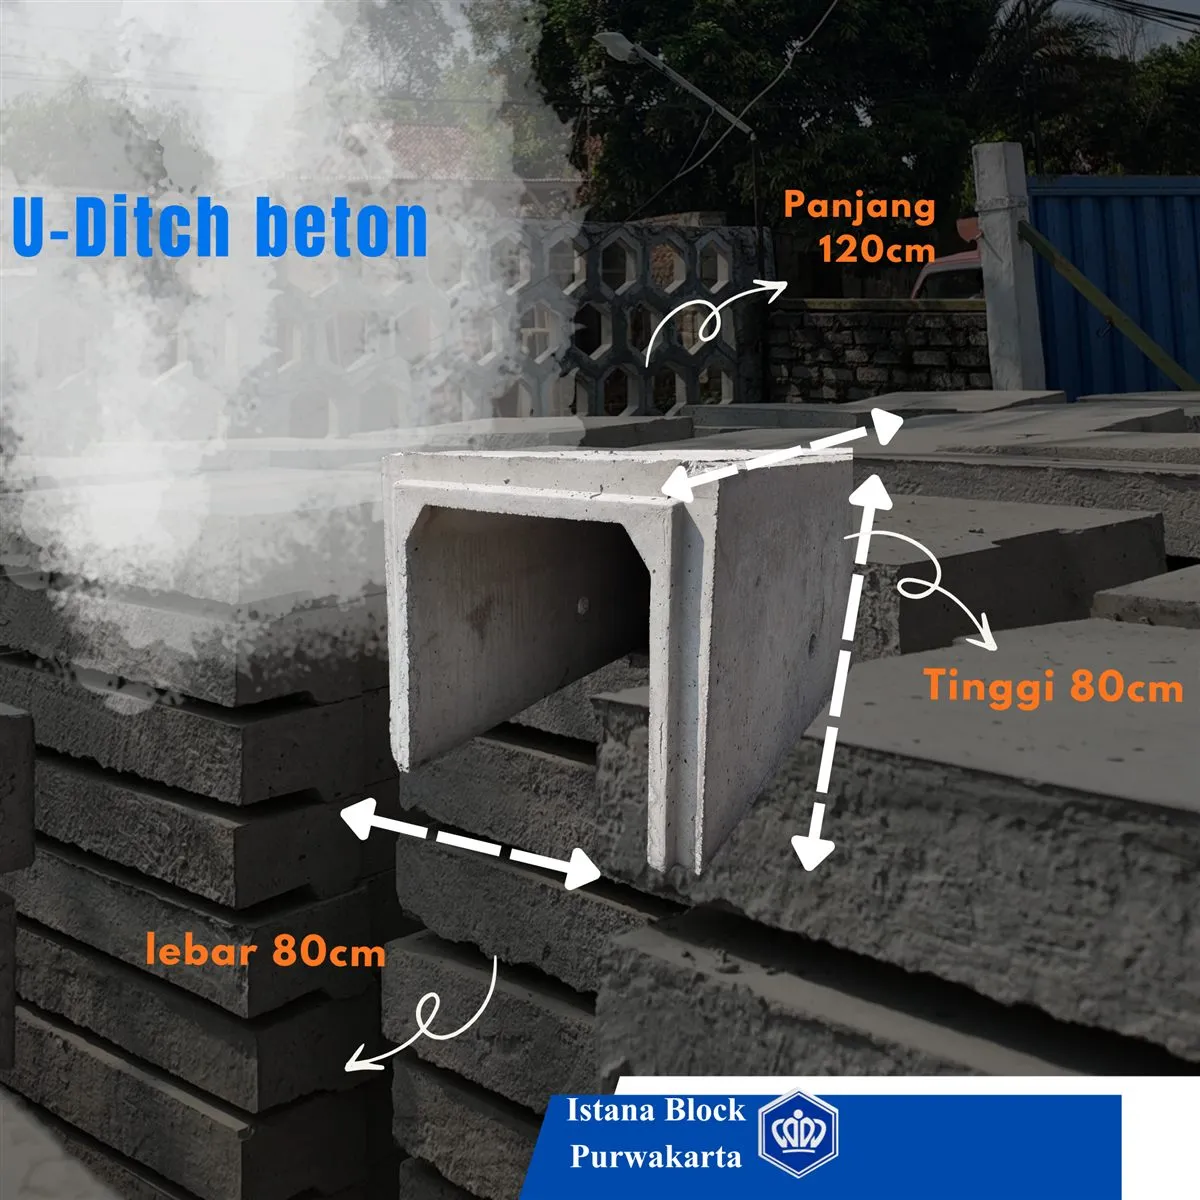 U-Ditch beton
Panjang
120cm
Tinggi 80cm
lebar 80cm
Istana Block
Purwakarta